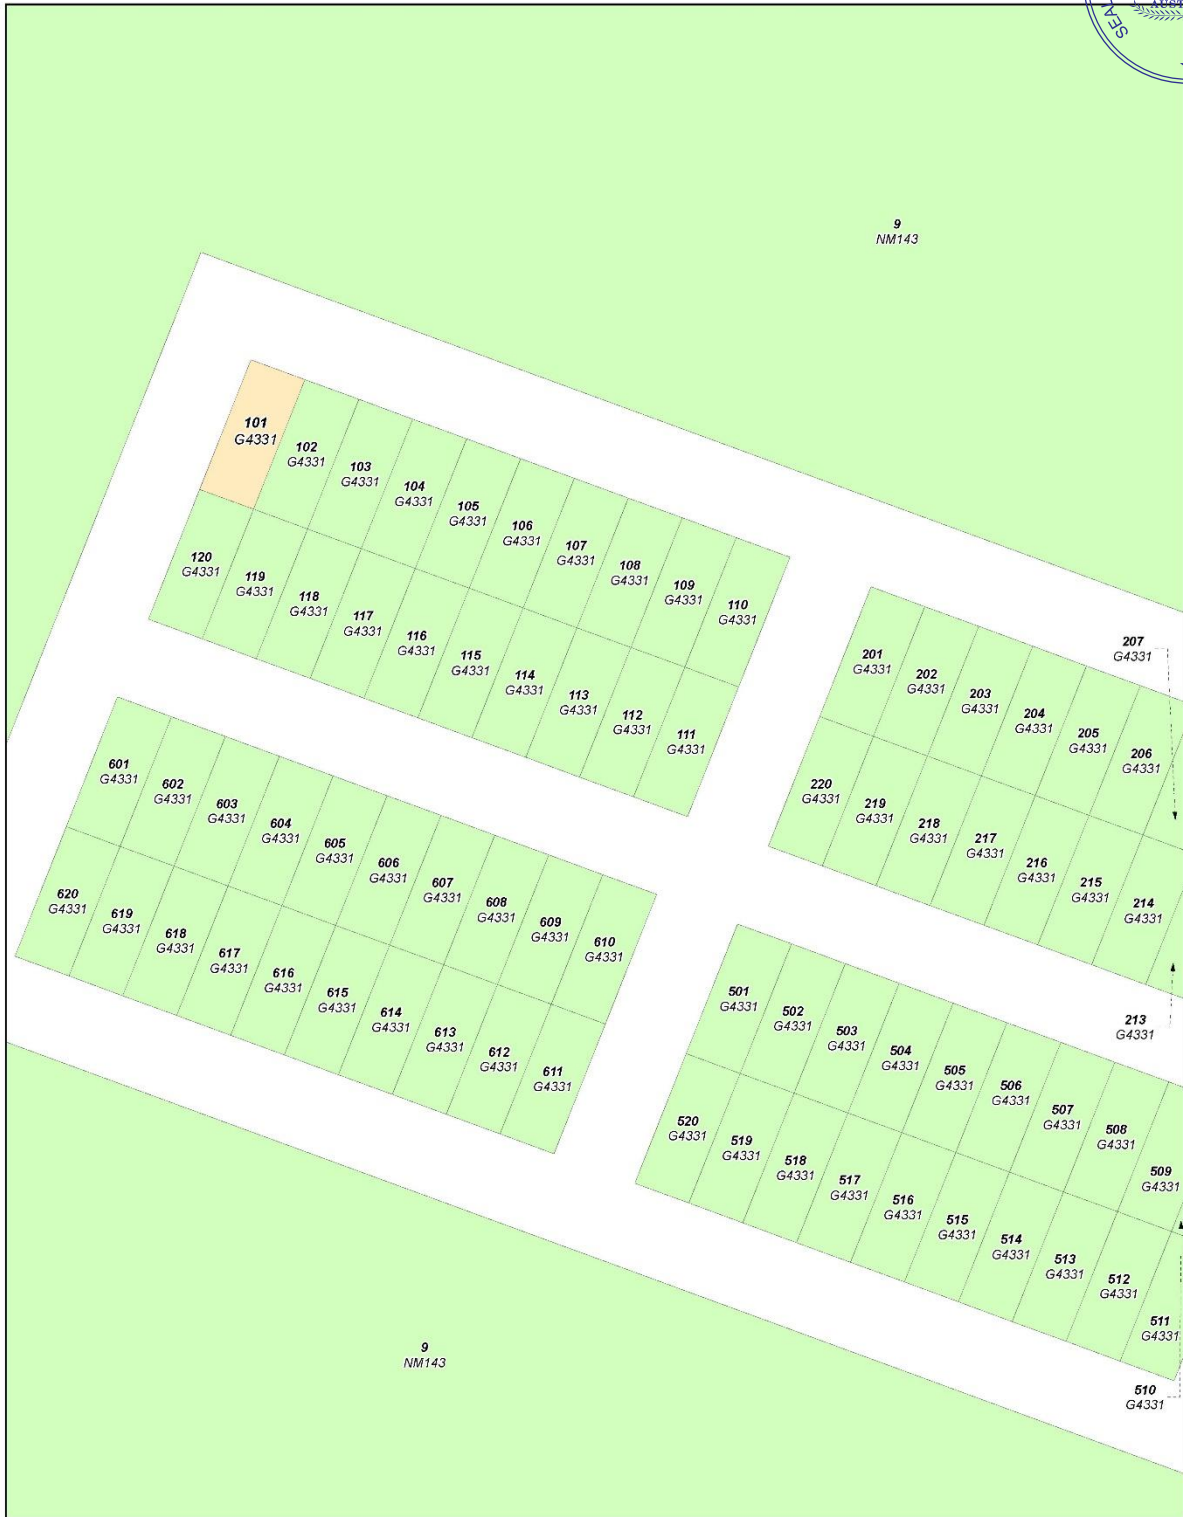 AUST
SEAL
9
NM143
101
G4331
102
G4331
103
G4331
104
G4331
105
G4331
106
G4331
107
G4331
108
G4331
109
G4331
110
G4331
120
G4331
119
G4331
118
G4331
117
G4331
116
G4331
115
G4331
114
G4331
113
G4331
112
G4331
111
G4331
207
G4331
201
G4331
202
G4331
203
G4331
204
G4331
205
G4331
206
G4331
220
G4331
219
G4331
218
G4331
217
G4331
216
G4331
215
G4331
214
G4331
213
G4331
601
G4331
602
G4331
603
G4331
604
G4331
605
G4331
606
G4331
607
G4331
608
G4331
609
G4331
610
G4331
620
G4331
619
G4331
618
G4331
617
G4331
616
G4331
615
G4331
614
G4331
613
G4331
612
G4331
611
G4331
501
G4331
502
G4331
503
G4331
504
G4331
505
G4331
506
G4331
507
G4331
508
G4331
509
G4331
520
G4331
519
G4331
518
G4331
517
G4331
516
G4331
515
G4331
514
G4331
513
G4331
512
G4331
511
G4331
510
G4331
9
NM143